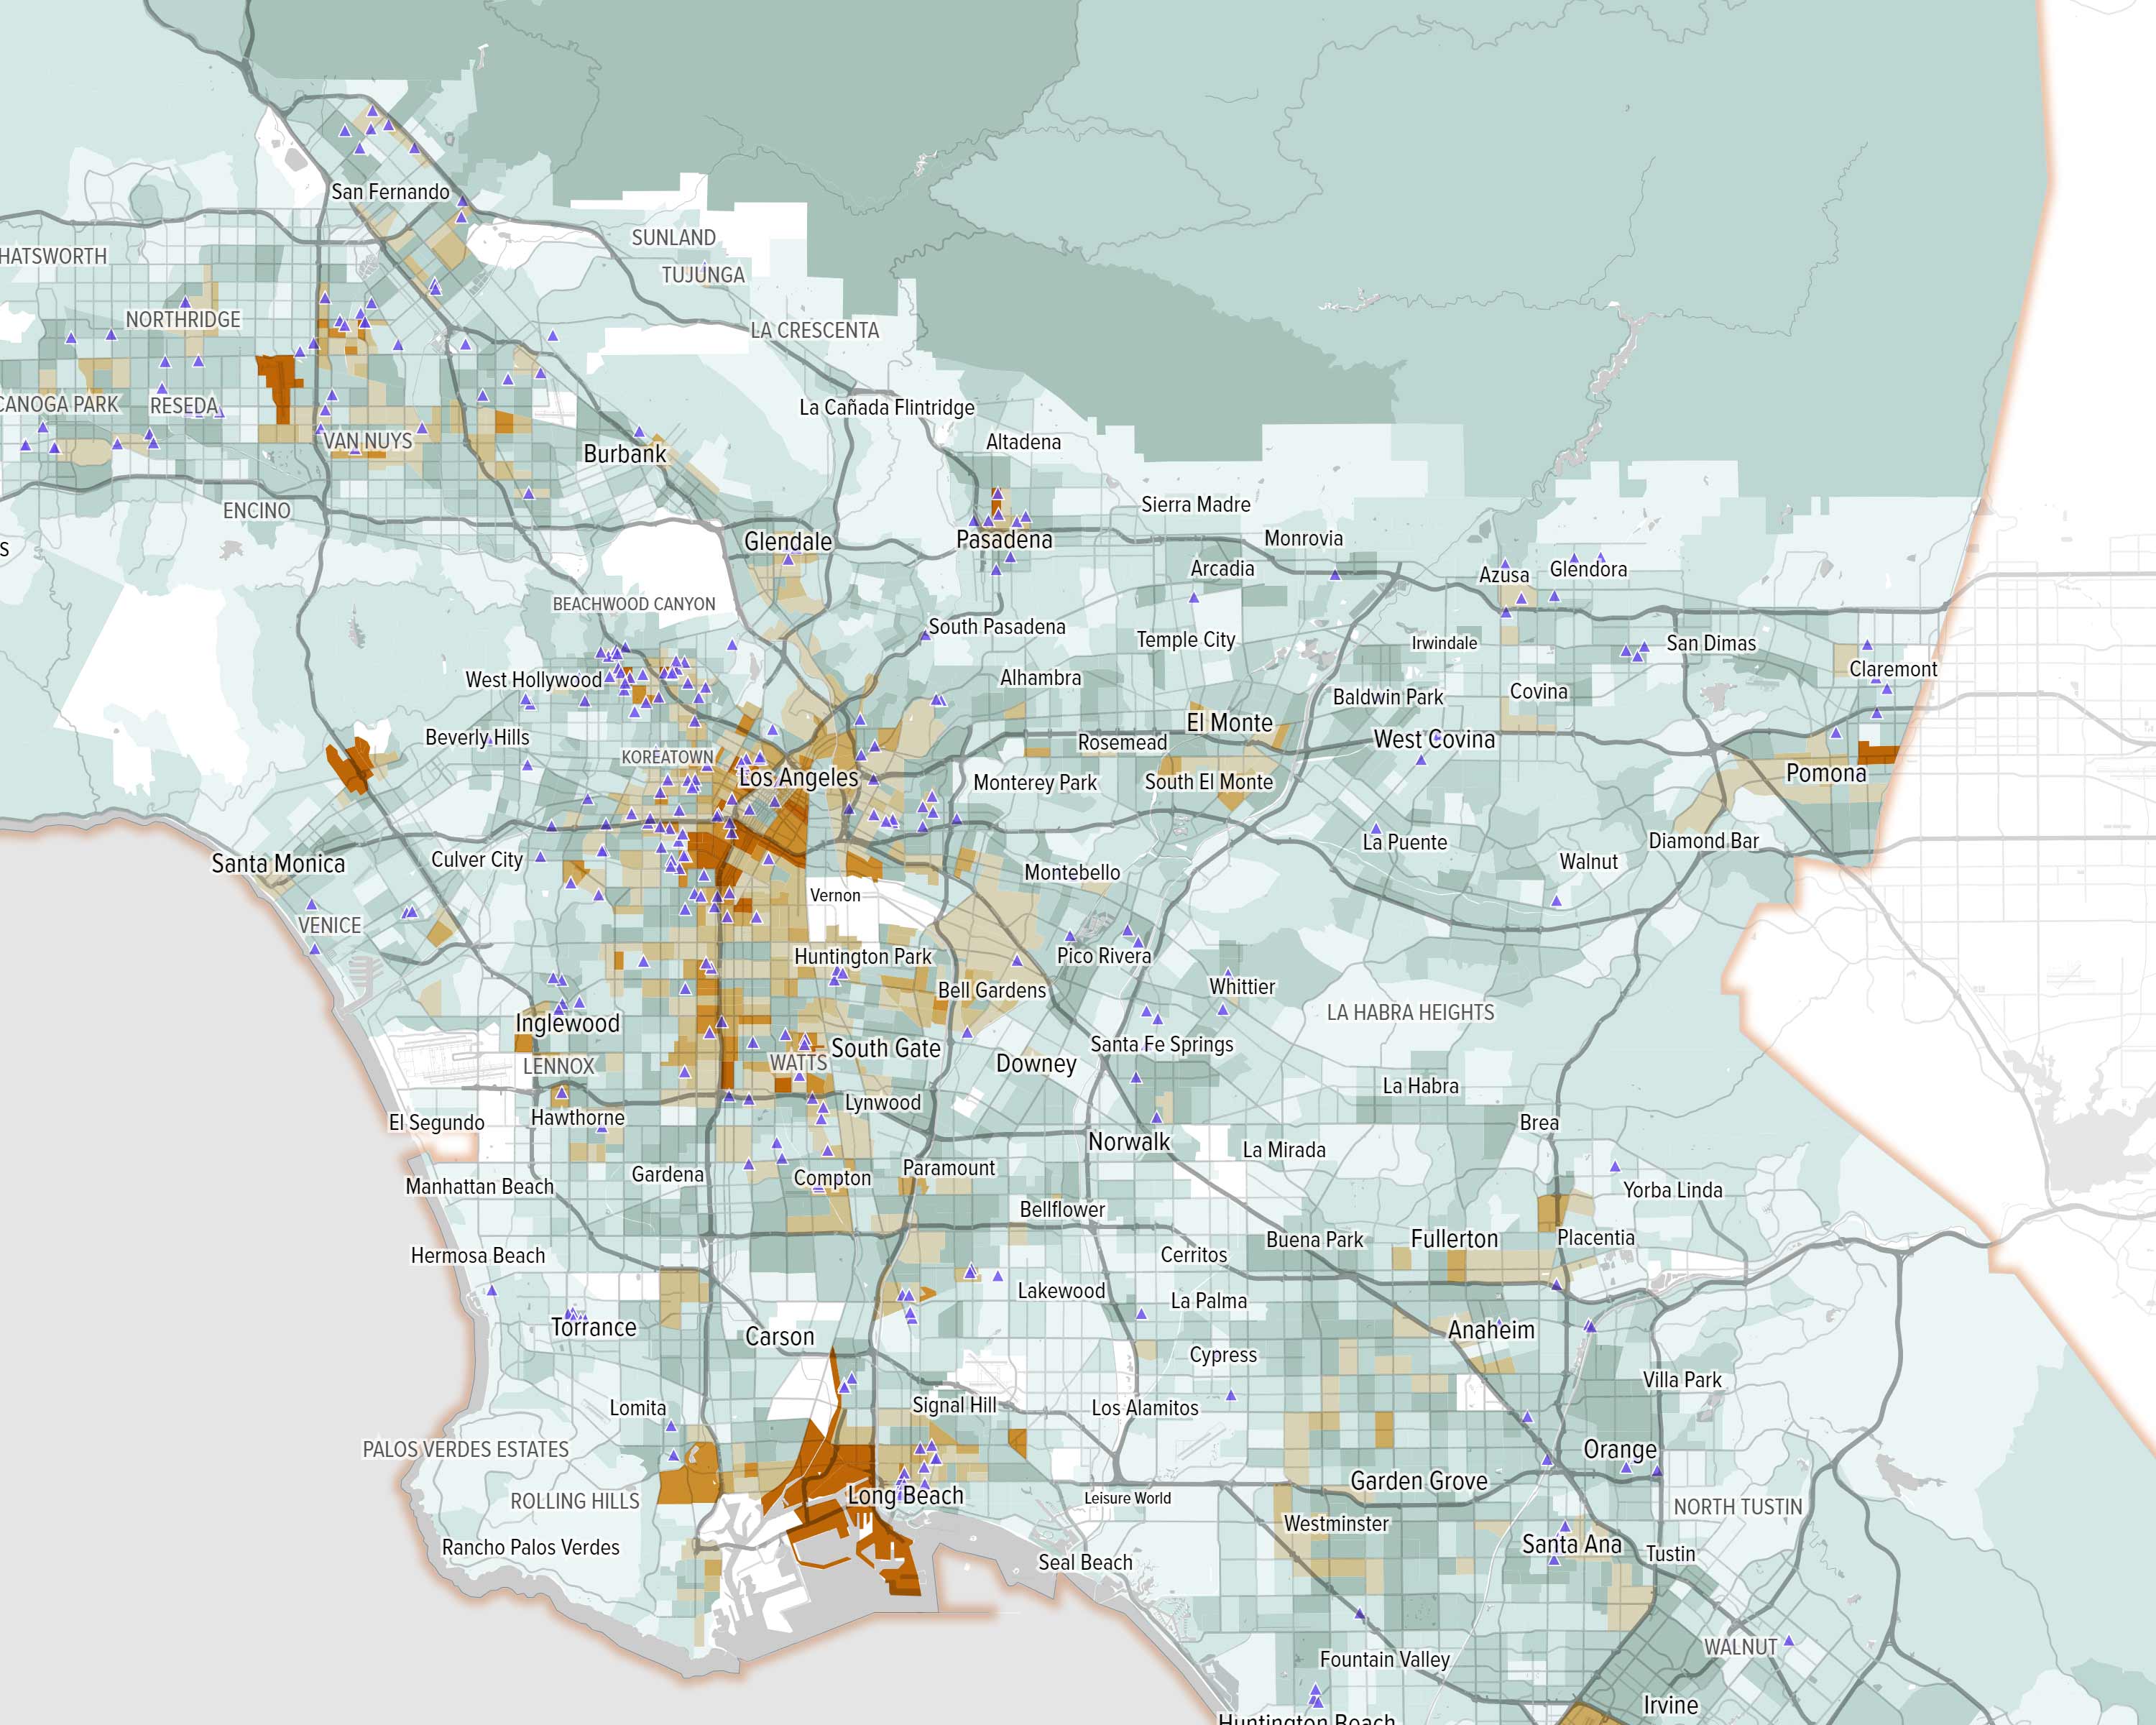 San Fernando
SUNLAND
HATSWORTH
TUJUNGA
NORTHRIDGE
LA CRESCENTA
CANOGA PARK
RESEDA
La Cañada Flintridge
VAN NUYS
Altadena
Burbank
Sierra Madre
ENCINO
Monrovia
Glendale
Pasadena
s
Arcadia
Azusa
Glendora
BEACHWOOD CANYON
South Pasadena
Temple City
Irwindale
San Dimas
West Hollywood
Alhambra
Claremont
Baldwin Park
Covina
El Monte
Beverly Hills
Rosemead
West Covina
KOREATOWN
Los Angeles
Monterey Park
South El Monte
Pomona
La Puente
Diamond Bar
Santa Monica
Culver City
Walnut
Montebello
Vernon
VENICE
Huntington Park
Pico Rivera
Bell Gardens
Whittier
LA HABRA HEIGHTS
Inglewood
South Gate
Santa Fe Springs
LENNOX
WATTS
Downey
La Habra
Lynwood
El Segundo
Hawthorne
Brea
Norwalk
La Mirada
Gardena
Compton
Paramount
Manhattan Beach
Yorba Linda
Bellflower
Buena Park
Fullerton
Placentia
Hermosa Beach
Cerritos
Lakewood
La Palma
Torrance
Carson
Anaheim
Cypress
Villa Park
Lomita
Signal Hill
Los Alamitos
PALOS VERDES ESTATES
Orange
Garden Grove
ROLLING HILLS
Long Beach
Leisure World
NORTH TUSTIN
Westminster
Rancho Palos Verdes
Santa Ana
Tustin
Seal Beach
WALNUT
Fountain Valley
Irvine
Huntington Beach